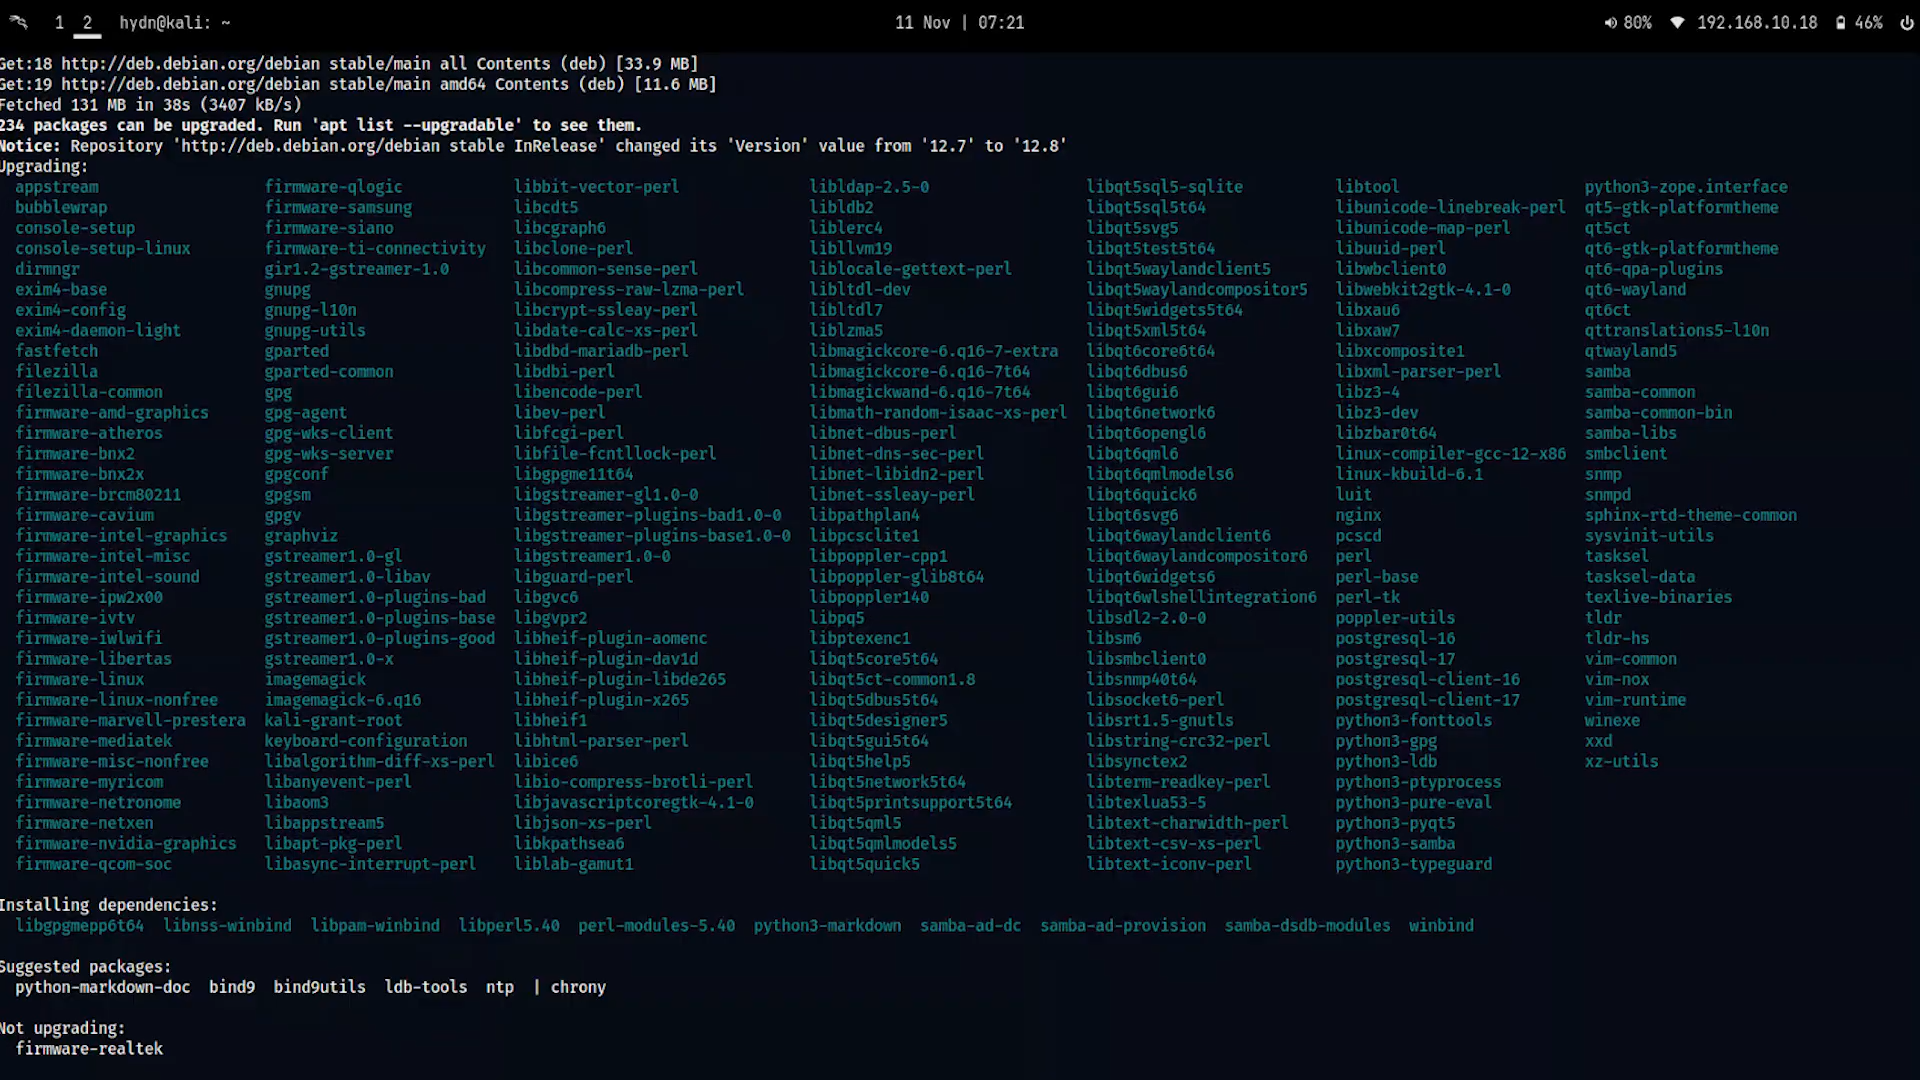 1 2 hydn@kali: ~ 11 Nov | 07:21 80% 192.168.10.18 46%
Get:18 http://deb.debian.org/debian stable/main all Contents (deb) [33.9 MB]
Get:19 http://deb.debian.org/debian stable/main amd64 Contents (deb) [11.6 MB]
Fetched 131 MB in 38s (3407 kB/s)
234 packages can be upgraded. Run 'apt list --upgradable' to see them.
Notice: Repository 'http://deb.debian.org/debian stable InRelease' changed its 'Version' value from '12.7' to '12.8'
Upgrading:
appstream firmware-qlogic libbit-vector-perl libldap-2.5-0 libqt5sql5-sqlite libtool python3-zope.interface
bubblewrap firmware-samsung libcdt5 libldb2 libqt5sql5t64 libunicode-linebreak-perl qt5-gtk-platformtheme
console-setup firmware-siano libcgraph6 liblerc4 libqt5svg5 libunicode-map-perl qt5ct
console-setup-linux firmware-ti-connectivity libclone-perl libllvm19 libqt5test5t64 libuuid-perl qt6-gtk-platformtheme
dirmngr gir1.2-gstreamer-1.0 libcommon-sense-perl liblocale-gettext-perl libqt5waylandclient5 libwbclient0 qt6-qpa-plugins
exim4-base gnupg libcompress-raw-lzma-perl libltdl-dev libqt5waylandcompositor5 libwebkit2gtk-4.1-0 qt6-wayland
exim4-config gnupg-l10n libcrypt-ssleay-perl libltdl7 libqt5widgets5t64 libxau6 qt6ct
exim4-daemon-light gnupg-utils libdate-calc-xs-perl liblzma5 libqt5xml5t64 libxaw7 qttranslations5-l10n
fastfetch gparted libdbd-mariadb-perl libmagickcore-6.q16-7-extra libqt6core6t64 libxcomposite1 qtwayland5
filezilla gparted-common libdbi-perl libmagickcore-6.q16-7t64 libqt6dbus6 libxml-parser-perl samba
filezilla-common gpg libencode-perl libmagickwand-6.q16-7t64 libqt6gui6 libz3-4 samba-common
firmware-amd-graphics gpg-agent libev-perl libmath-random-isaac-xs-perl libqt6network6 libz3-dev samba-common-bin
firmware-atheros gpg-wks-client libfcgi-perl libnet-dbus-perl libqt6opengl6 libzbar0t64 samba-libs
firmware-bnx2 gpg-wks-server libfile-fcntllock-perl libnet-dns-sec-perl libqt6qml6 linux-compiler-gcc-12-x86 smbclient
firmware-bnx2x gpgconf libgpgme11t64 libnet-libidn2-perl libqt6qmlmodels6 linux-kbuild-6.1 snmp
firmware-brcm80211 gpgsm libgstreamer-gl1.0-0 libnet-ssleay-perl libqt6quick6 luit snmpd
firmware-cavium gpgv libgstreamer-plugins-bad1.0-0 libpathplan4 libqt6svg6 nginx sphinx-rtd-theme-common
firmware-intel-graphics graphviz libgstreamer-plugins-base1.0-0 libpcsclite1 libqt6waylandclient6 pcscd sysvinit-utils
firmware-intel-misc gstreamer1.0-gl libgstreamer1.0-0 libpoppler-cpp1 libqt6waylandcompositor6 perl tasksel
firmware-intel-sound gstreamer1.0-libav libguard-perl libpoppler-glib8t64 libqt6widgets6 perl-base tasksel-data
firmware-ipw2x00 gstreamer1.0-plugins-bad libgvc6 libpoppler140 libqt6wlshellintegration6 perl-tk texlive-binaries
firmware-ivtv gstreamer1.0-plugins-base libgvpr2 libpq5 libsdl2-2.0-0 poppler-utils tldr
firmware-iwlwifi gstreamer1.0-plugins-good libheif-plugin-aomenc libptexenc1 libsm6 postgresql-16 tldr-hs
firmware-libertas gstreamer1.0-x libheif-plugin-dav1d libqt5core5t64 libsmbclient0 postgresql-17 vim-common
firmware-linux imagemagick libheif-plugin-libde265 libqt5ct-common1.8 libsnmp40t64 postgresql-client-16 vim-nox
firmware-linux-nonfree imagemagick-6.q16 libheif-plugin-x265 libqt5dbus5t64 libsocket6-perl postgresql-client-17 vim-runtime
firmware-marvell-prestera kali-grant-root libheif1 libqt5designer5 libsrt1.5-gnutls python3-fonttools winexe
firmware-mediatek keyboard-configuration libhtml-parser-perl libqt5gui5t64 libstring-crc32-perl python3-gpg xxd
firmware-misc-nonfree libalgorithm-diff-xs-perl libice6 libqt5help5 libsynctex2 python3-ldb xz-utils
firmware-myricom libanyevent-perl libio-compress-brotli-perl libqt5network5t64 libterm-readkey-perl python3-ptyprocess
firmware-netronome libaom3 libjavascriptcoregtk-4.1-0 libqt5printsupport5t64 libtexlua53-5 python3-pure-eval
firmware-netxen libappstream5 libjson-xs-perl libqt5qml5 libtext-charwidth-perl python3-pyqt5
firmware-nvidia-graphics libapt-pkg-perl libkpathsea6 libqt5qmlmodels5 libtext-csv-xs-perl python3-samba
firmware-qcom-soc libasync-interrupt-perl liblab-gamut1 libqt5quick5 libtext-iconv-perl python3-typeguard
Installing dependencies:
libgpgmepp6t64 libnss-winbind libpam-winbind libperl5.40 perl-modules-5.40 python3-markdown samba-ad-dc samba-ad-provision samba-dsdb-modules winbind
Suggested packages:
python-markdown-doc bind9 bind9utils ldb-tools ntp | chrony
Not upgrading:
firmware-realtek